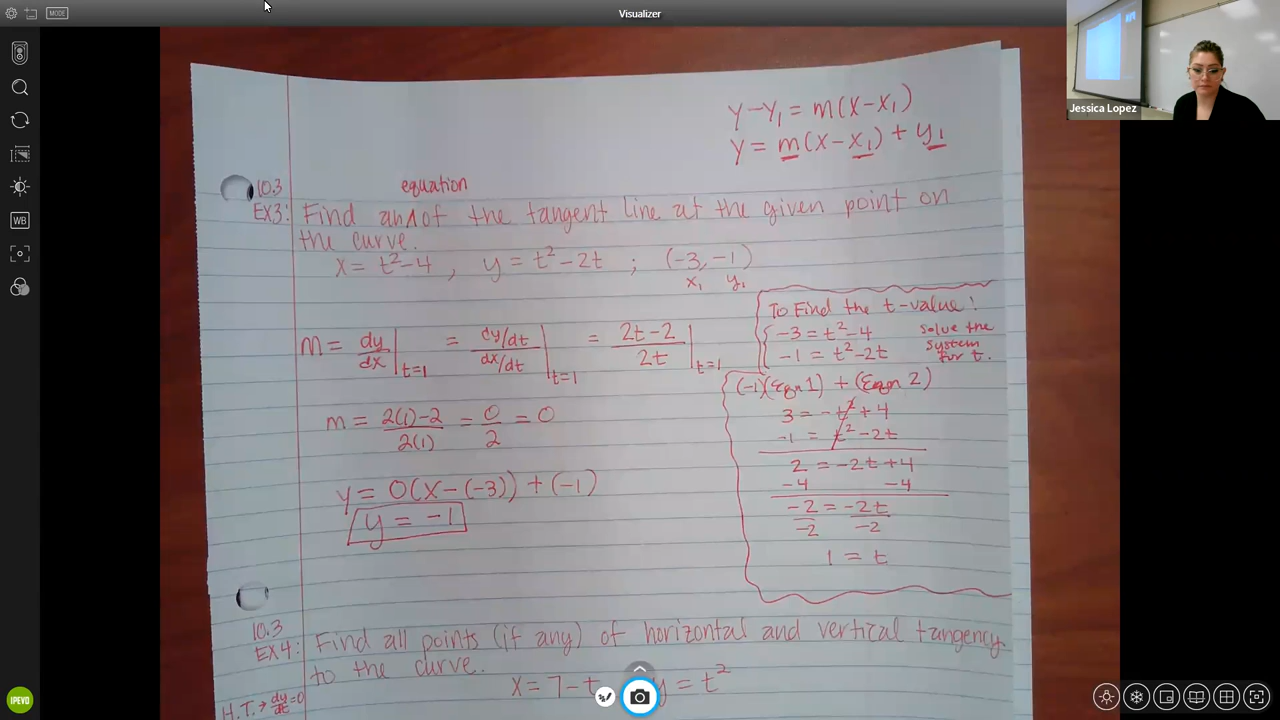 MODE
Visualizer
Jessica Lopez
WB
y-y₁ = m(x-x₁)
y = m(x-x₁) + y₁
10.3
equation
EX3: Find an of the tangent line at the given point on
the curve.
x = t²-4, y = t²-2t ; (-3,-1)
x₁ y₁
m = dy/dx |t=1 = dy/dt / dx/dt |t=1 = 2t-2 / 2t |t=1
m = 2(1)-2 / 2(1) = 0/2 = 0
y = 0(x-(-3)) + (-1)
y = -1
To Find the t-value!
{ -3 = t²-4
-1 = t²-2t
solve the
system
for t.
(-1)(Eqn 1) + (Eqn 2)
3 = -t²+4
-1 = t²-2t
2 = -2t+4
-4 -4
-2 = -2t
-2 -2
1 = t
10.3
EX4: Find all points (if any) of horizontal and vertical tangency
to the curve.
x = 7-t y = t²
H.T.→ dy/dt=0
IPEVO